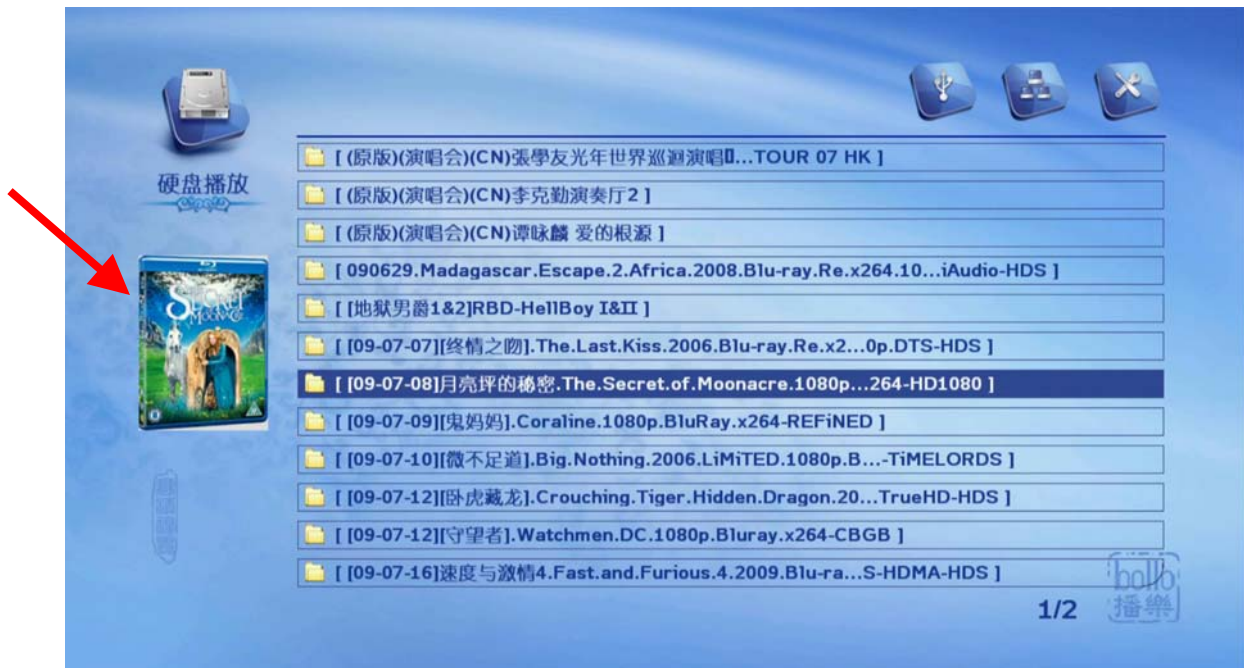 硬盘播放
[ (原版)(演唱会)(CN)張學友光年世界巡迴演唱...TOUR 07 HK ]
[ (原版)(演唱会)(CN)李克勤演奏厅2 ]
[ (原版)(演唱会)(CN)谭咏麟 爱的根源 ]
[ 090629.Madagascar.Escape.2.Africa.2008.Blu-ray.Re.x264.10...iAudio-HDS ]
[ [地狱男爵1&2]RBD-HellBoy I&II ]
[ [09-07-07][终情之吻].The.Last.Kiss.2006.Blu-ray.Re.x2...0p.DTS-HDS ]
[ [09-07-08]月亮坪的秘密.The.Secret.of.Moonacre.1080p...264-HD1080 ]
[ [09-07-09][鬼妈妈].Coraline.1080p.BluRay.x264-REFiNED ]
[ [09-07-10][微不足道].Big.Nothing.2006.LiMiTED.1080p.B...-TiMELORDS ]
[ [09-07-12][卧虎藏龙].Crouching.Tiger.Hidden.Dragon.20...TrueHD-HDS ]
[ [09-07-12][守望者].Watchmen.DC.1080p.Bluray.x264-CBGB ]
[ [09-07-16]速度与激情4.Fast.and.Furious.4.2009.Blu-ra...S-HDMA-HDS ]
SECRET
MOONACRE
1/2
bollo
播樂